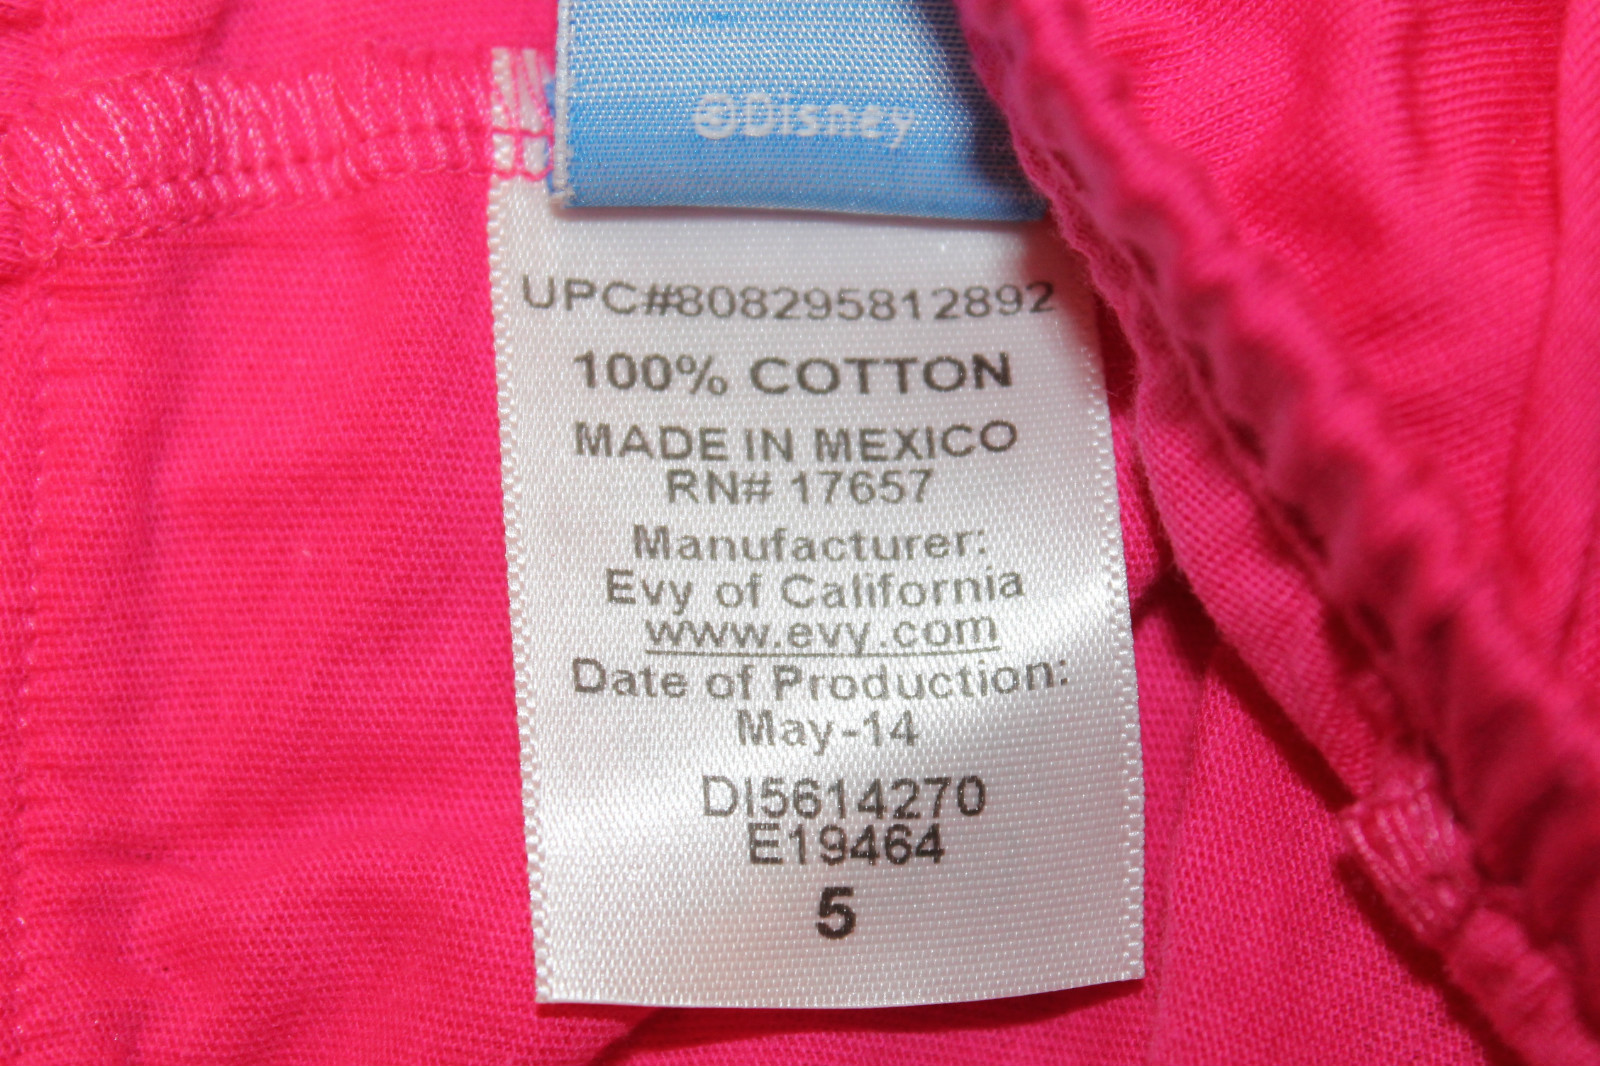 ©Disney
UPC#808295812892
100% COTTON
MADE IN MEXICO
RN# 17657
Manufacturer:
Evy of California
www.evy.com
Date of Production:
May-14
DI5614270
E19464
5